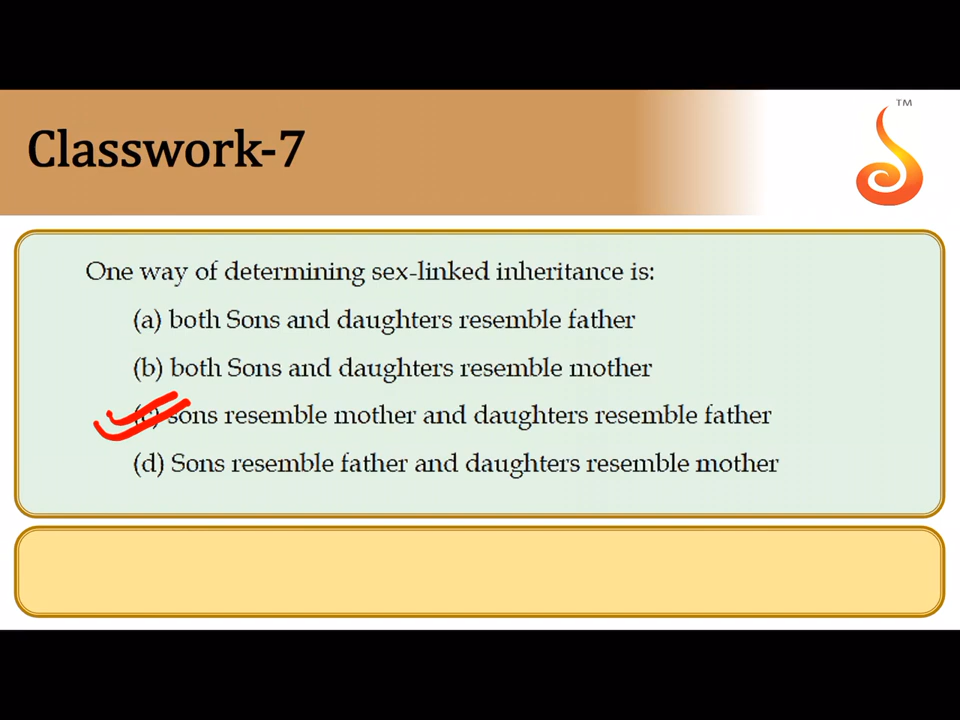 TM
Classwork-7
One way of determining sex-linked inheritance is:
(a) both Sons and daughters resemble father
(b) both Sons and daughters resemble mother
(c) sons resemble mother and daughters resemble father
(d) Sons resemble father and daughters resemble mother